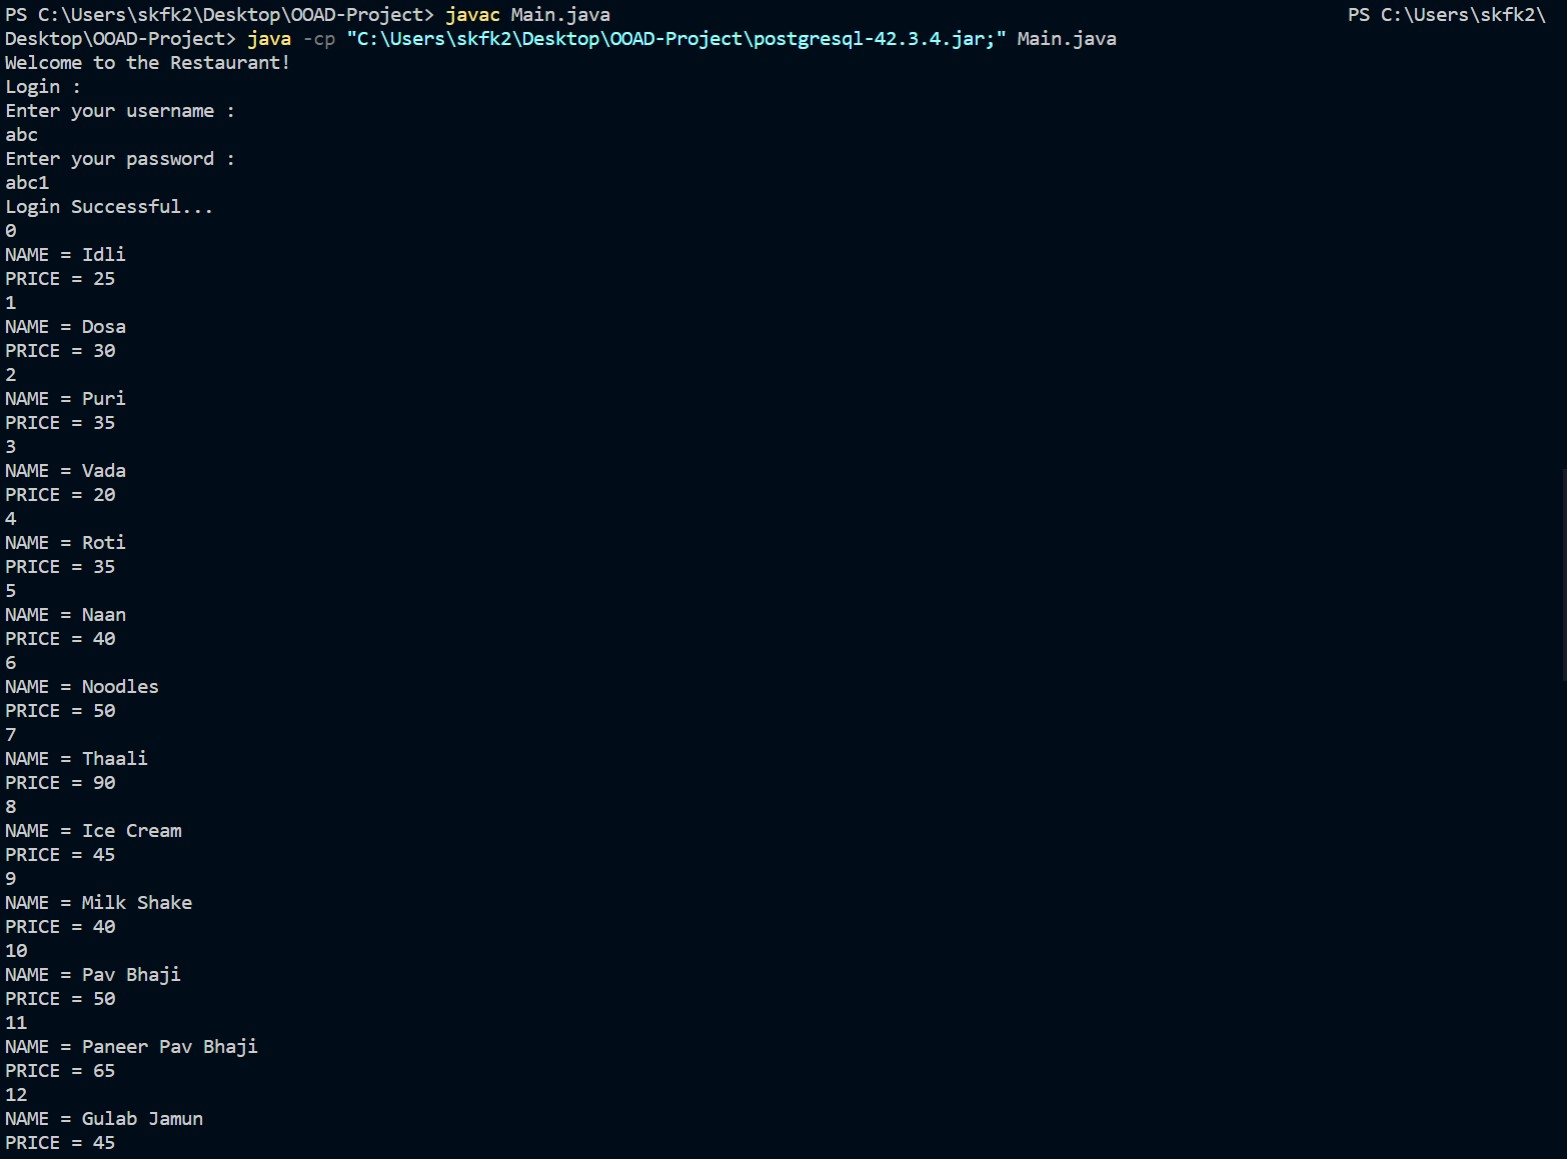 PS C:\Users\skfk2\Desktop\OOAD-Project> javac Main.java PS C:\Users\skfk2\
Desktop\OOAD-Project> java -cp "C:\Users\skfk2\Desktop\OOAD-Project\postgresql-42.3.4.jar;" Main.java
Welcome to the Restaurant!
Login :
Enter your username :
abc
Enter your password :
abc1
Login Successful...
0
NAME = Idli
PRICE = 25
1
NAME = Dosa
PRICE = 30
2
NAME = Puri
PRICE = 35
3
NAME = Vada
PRICE = 20
4
NAME = Roti
PRICE = 35
5
NAME = Naan
PRICE = 40
6
NAME = Noodles
PRICE = 50
7
NAME = Thaali
PRICE = 90
8
NAME = Ice Cream
PRICE = 45
9
NAME = Milk Shake
PRICE = 40
10
NAME = Pav Bhaji
PRICE = 50
11
NAME = Paneer Pav Bhaji
PRICE = 65
12
NAME = Gulab Jamun
PRICE = 45